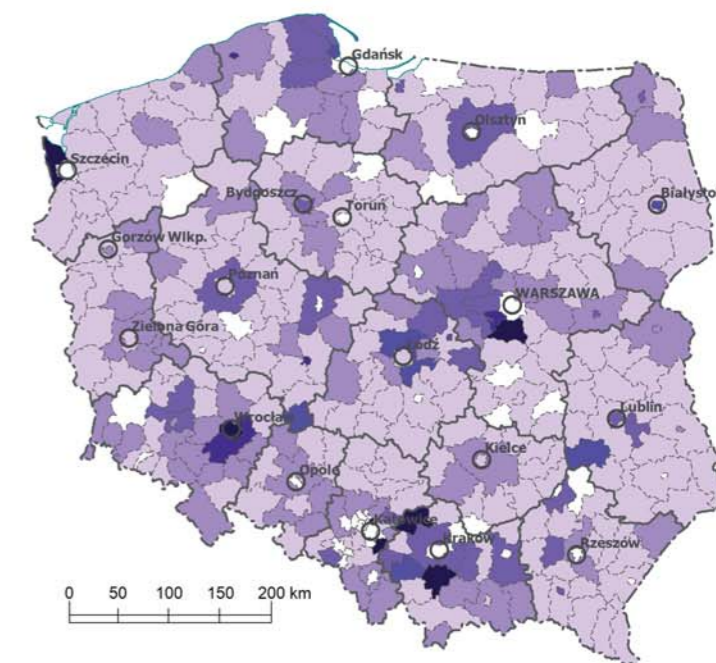 Gdańsk
Olsztyn
Szczecin
Białysto
Bydgoszcz
Toruń
Gorzów Wlkp.
Poznań
WARSZAWA
Zielona Góra
Łódź
Lublin
Wrocław
Kielce
Opole
Katowice
Kraków
Rzeszów
0 50 100 150 200 km